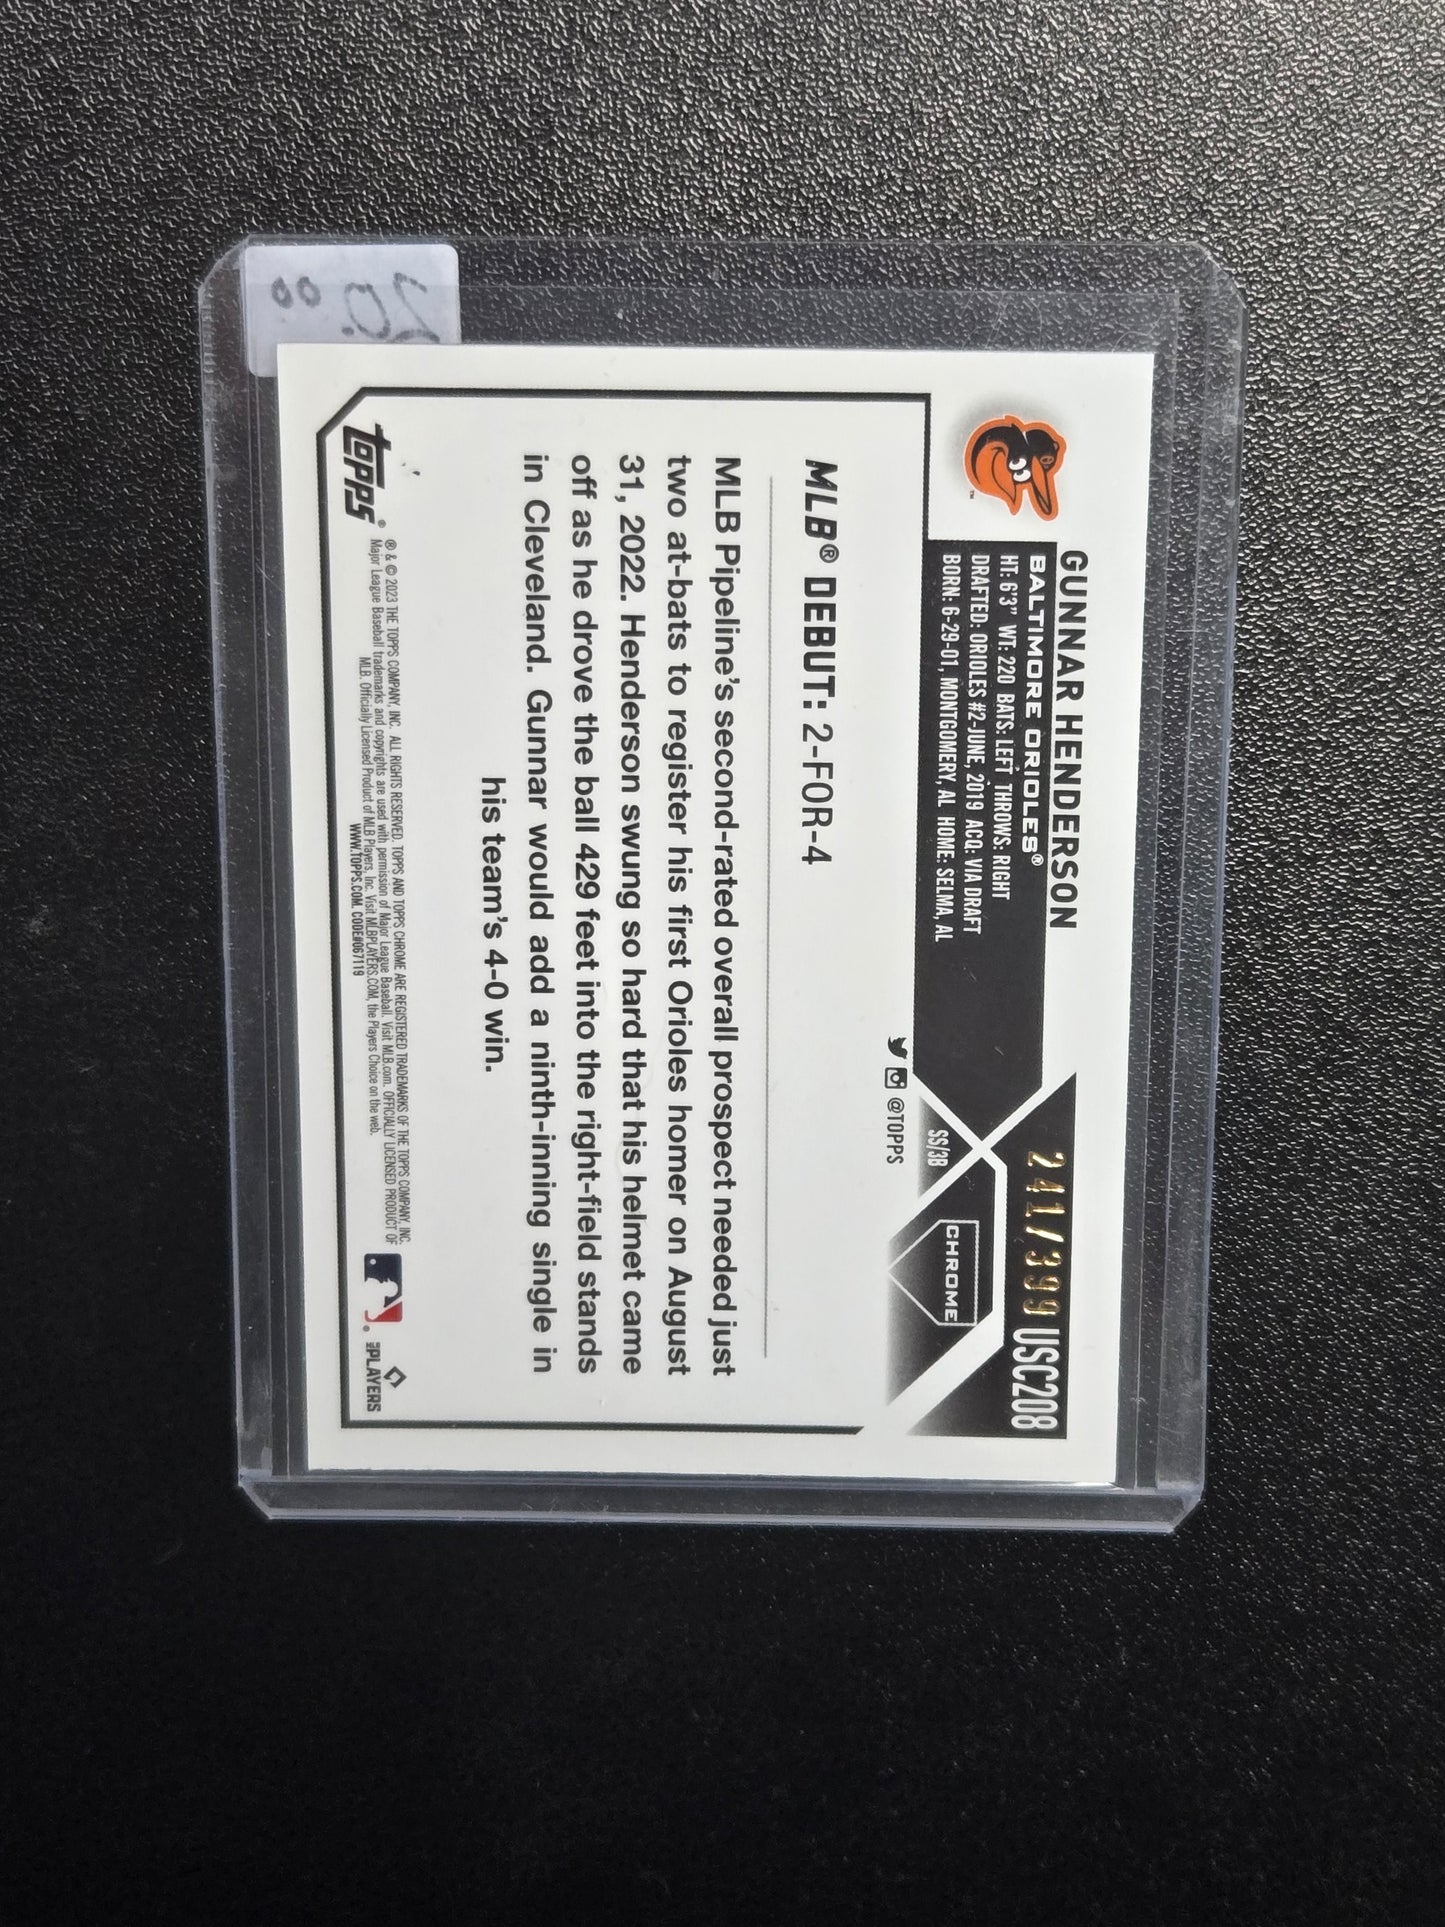 241/399 USC208
GUNNAR HENDERSON
BALTIMORE ORIOLES®
HT: 6'3" WT: 220 BATS: LEFT THROWS: RIGHT
DRAFTED: ORIOLES #2-JUNE, 2019 ACQ: VIA DRAFT
BORN: 6-29-01, MONTGOMERY, AL HOME: SELMA, AL
SS/3B
CHROME
@TOPPS
MLB® DEBUT: 2-FOR-4
MLB Pipeline's second-rated overall prospect needed just
two at-bats to register his first Orioles homer on August
31, 2022. Henderson swung so hard that his helmet came
off as he drove the ball 429 feet into the right-field stands
in Cleveland. Gunnar would add a ninth-inning single in
his team's 4-0 win.
topps®
® & © 2023 THE TOPPS COMPANY, INC. ALL RIGHTS RESERVED. TOPPS AND TOPPS CHROME ARE REGISTERED TRADEMARKS OF THE TOPPS COMPANY, INC.
Major League Baseball trademarks and copyrights are used with permission of Major League Baseball. Visit MLB.com. OFFICIALLY LICENSED PRODUCT OF
MLB. Officially Licensed Product of MLB Players, Inc. Visit MLBPLAYERS.COM, the Players Choice on the web.
WWW.TOPPS.COM. CODE#067119
MLB PLAYERS